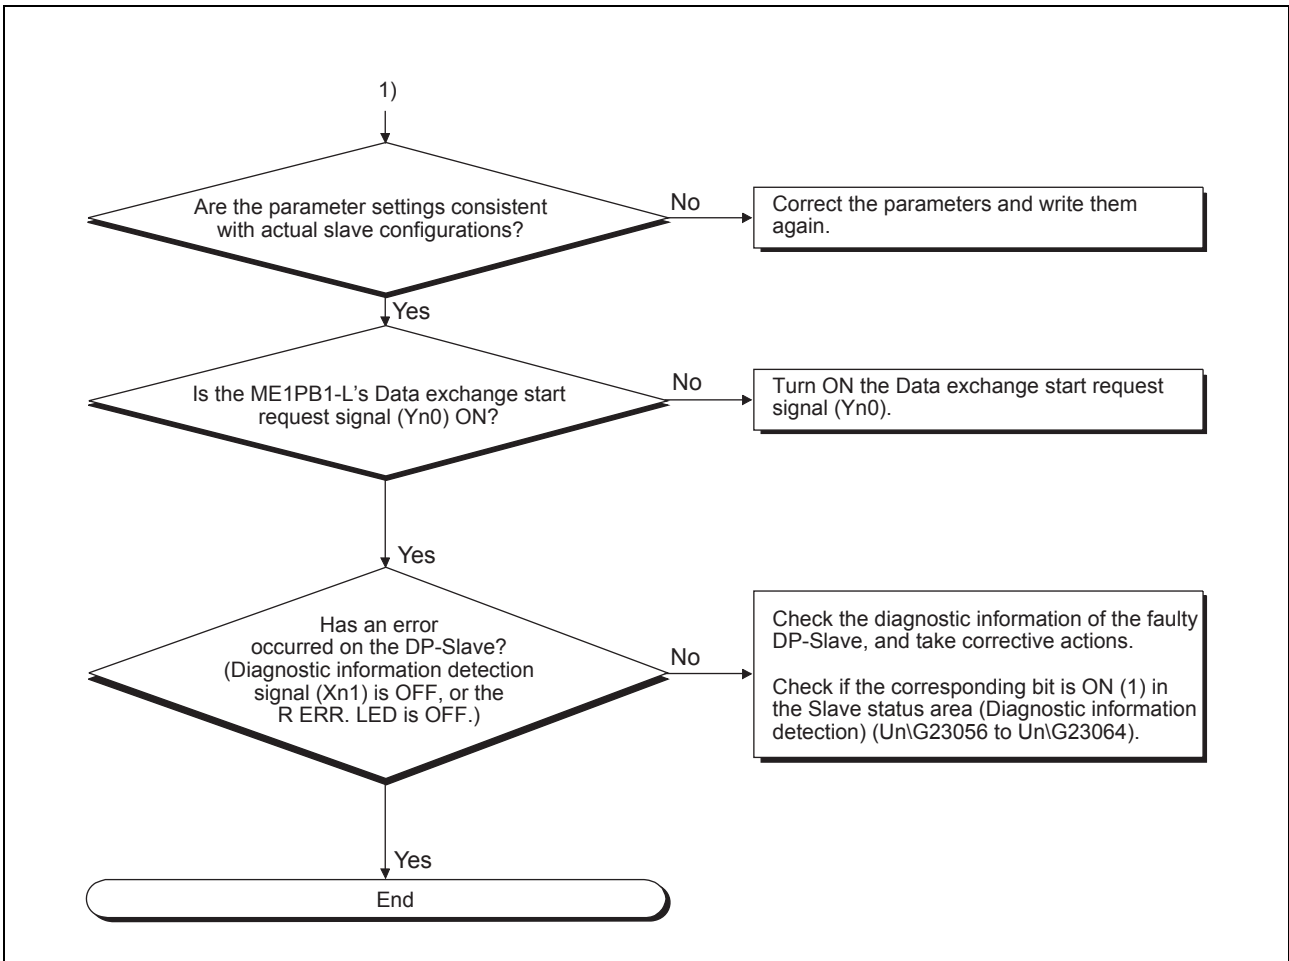 1)
Are the parameter settings consistent
with actual slave configurations?
No
Correct the parameters and write them
again.
Yes
Is the ME1PB1-L's Data exchange start
request signal (Yn0) ON?
No
Turn ON the Data exchange start request
signal (Yn0).
Yes
Has an error
occurred on the DP-Slave?
(Diagnostic information detection
signal (Xn1) is OFF, or the
R ERR. LED is OFF.)
No
Check the diagnostic information of the faulty
DP-Slave, and take corrective actions.
Check if the corresponding bit is ON (1) in
the Slave status area (Diagnostic information
detection) (Un\G23056 to Un\G23064).
Yes
End